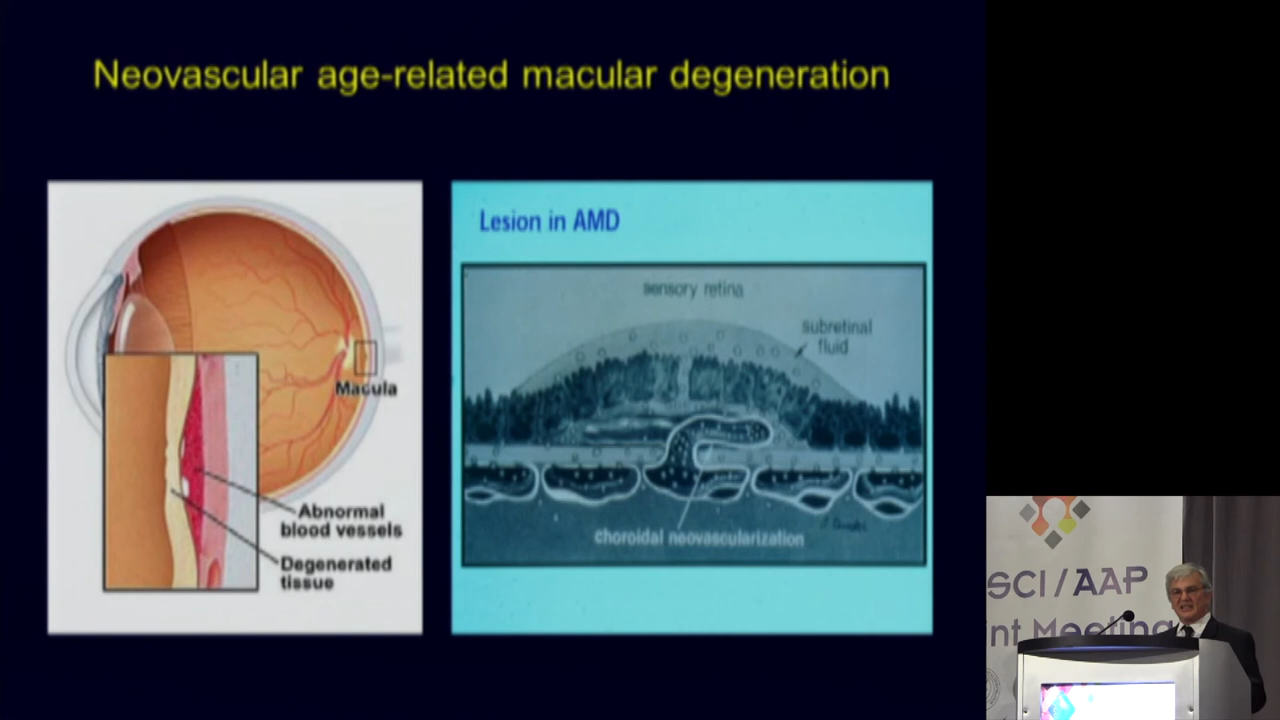 Neovascular age-related macular degeneration
Macula
Abnormal
blood vessels
Degenerated
tissue
Lesion in AMD
sensory retina
subretinal
fluid
choroidal neovascularization
SCI/AAP
int Meeting